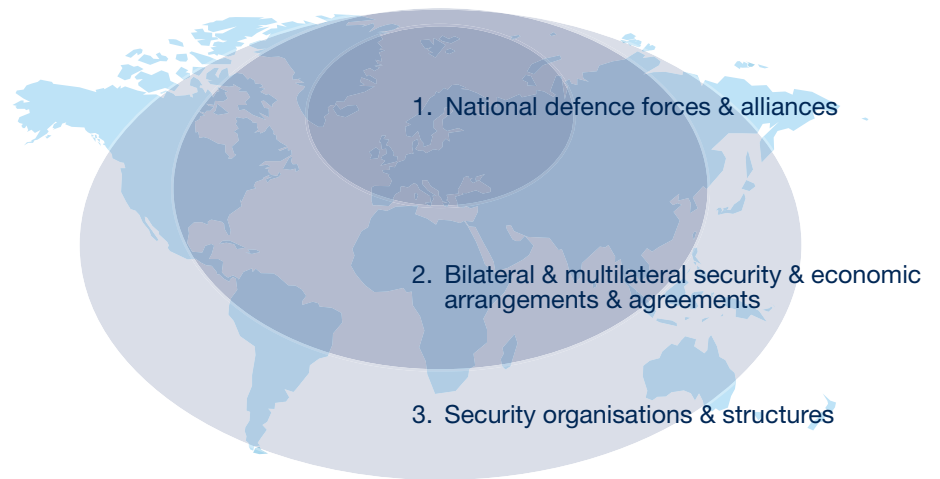 1. National defence forces & alliances
2. Bilateral & multilateral security & economic
arrangements & agreements
3. Security organisations & structures